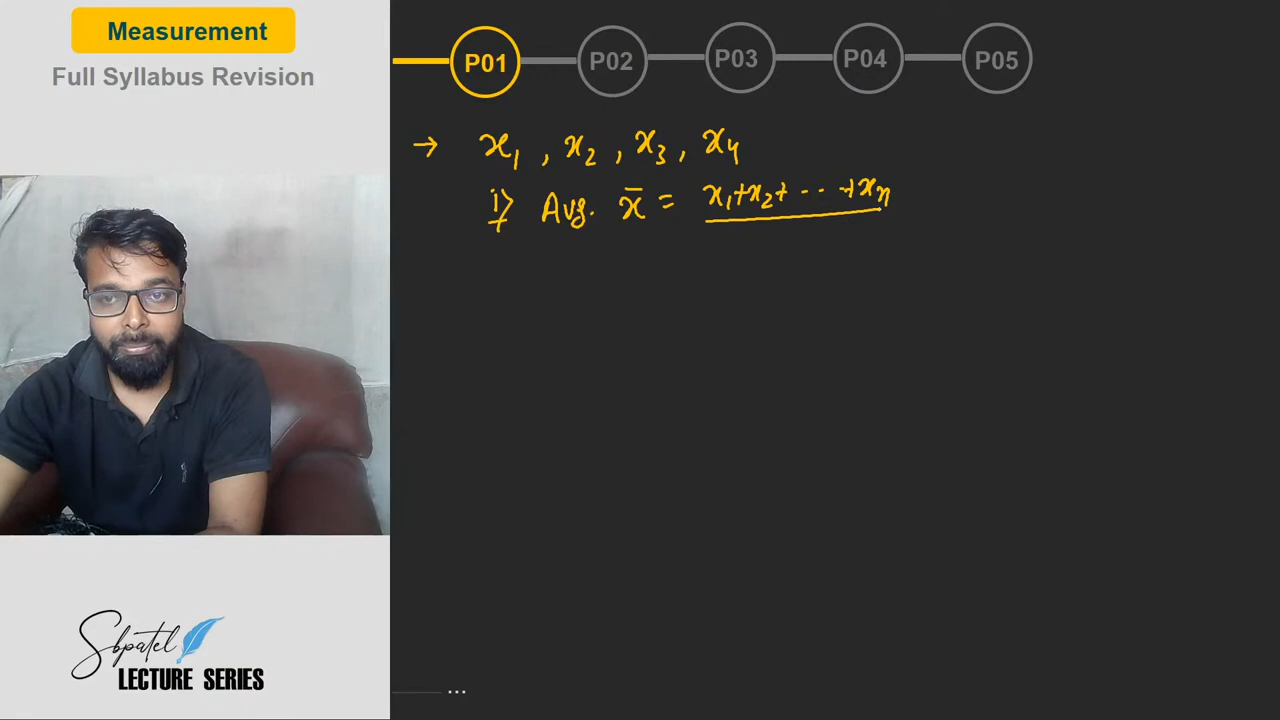 Measurement
Full Syllabus Revision
P01 P02 P03 P04 P05
→ x₁ , x₂ , x₃ , x₄
i) Avg. x̄ = x₁+x₂+ ---- +xₙ
Sbpatel
LECTURE SERIES
...